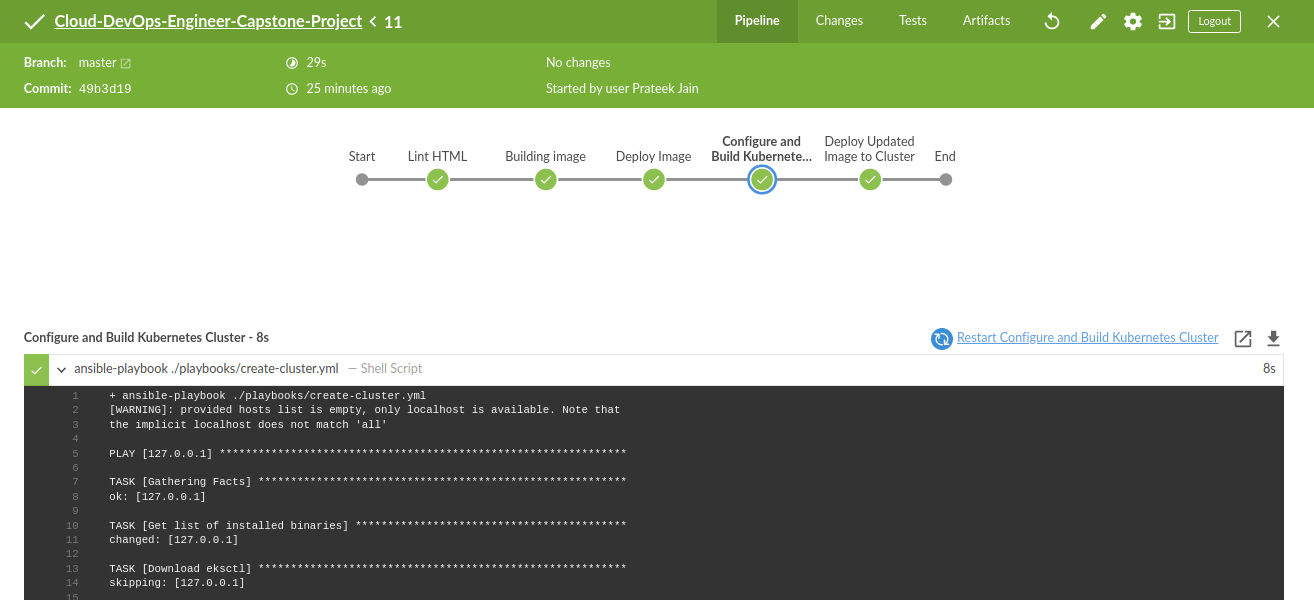 Cloud-DevOps-Engineer-Capstone-Project < 11
Pipeline Changes Tests Artifacts Logout
Branch: master 29s No changes
Commit: 49b3d19 25 minutes ago Started by user Prateek Jain
Configure and Deploy Updated
Start Lint HTML Building image Deploy Image Build Kubernete... Image to Cluster End
Configure and Build Kubernetes Cluster - 8s Restart Configure and Build Kubernetes Cluster
ansible-playbook ./playbooks/create-cluster.yml — Shell Script 8s
1 + ansible-playbook ./playbooks/create-cluster.yml
2 [WARNING]: provided hosts list is empty, only localhost is available. Note that
3 the implicit localhost does not match 'all'
4
5 PLAY [127.0.0.1] ***************************************************************
6
7 TASK [Gathering Facts] *********************************************************
8 ok: [127.0.0.1]
9
10 TASK [Get list of installed binaries] ******************************************
11 changed: [127.0.0.1]
12
13 TASK [Download eksctl] *********************************************************
14 skipping: [127.0.0.1]
15